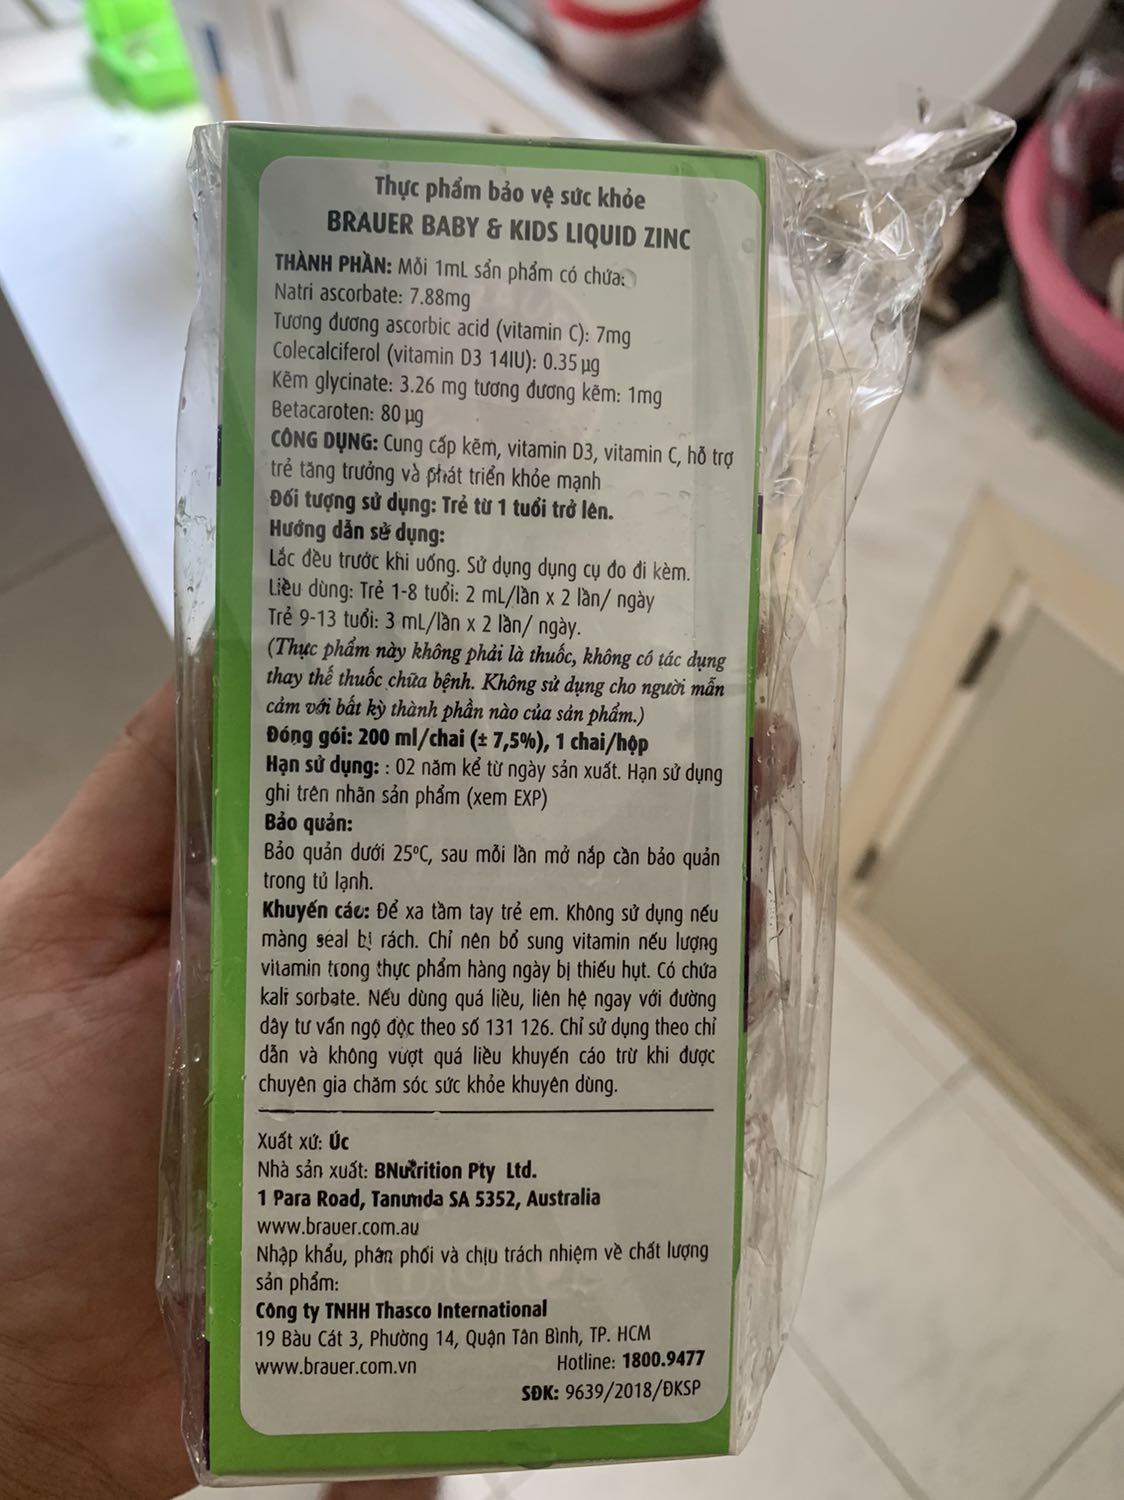 Thực phẩm bảo vệ sức khỏe
BRAUER BABY & KIDS LIQUID ZINC
THÀNH PHẦN: Mỗi 1mL sản phẩm có chứa:
Natri ascorbate: 7.88mg
Tương đương ascorbic acid (vitamin C): 7mg
Colecalciferol (vitamin D3 14IU): 0.35 µg
Kẽm glycinate: 3.26 mg tương đương kẽm: 1mg
Betacaroten: 80 µg
CÔNG DỤNG: Cung cấp kẽm, vitamin D3, vitamin C, hỗ trợ
trẻ tăng trưởng và phát triển khỏe mạnh
Đối tượng sử dụng: Trẻ từ 1 tuổi trở lên.
Hướng dẫn sử dụng:
Lắc đều trước khi uống. Sử dụng dụng cụ đo đi kèm.
Liều dùng: Trẻ 1-8 tuổi: 2 mL/lần x 2 lần/ ngày
Trẻ 9-13 tuổi: 3 mL/lần x 2 lần/ ngày.
(Thực phẩm này không phải là thuốc, không có tác dụng
thay thế thuốc chữa bệnh. Không sử dụng cho người mẫn
cảm với bất kỳ thành phần nào của sản phẩm.)
Đóng gói: 200 ml/chai (± 7,5%), 1 chai/hộp
Hạn sử dụng: : 02 năm kể từ ngày sản xuất. Hạn sử dụng
ghi trên nhãn sản phẩm (xem EXP)
Bảo quản:
Bảo quản dưới 25ºC, sau mỗi lần mở nắp cần bảo quản
trong tủ lạnh.
Khuyến cáo: Để xa tầm tay trẻ em. Không sử dụng nếu
màng seal bị rách. Chỉ nên bổ sung vitamin nếu lượng
vitamin trong thực phẩm hàng ngày bị thiếu hụt. Có chứa
kali sorbate. Nếu dùng quá liều, liên hệ ngay với đường
dây tư vấn ngộ độc theo số 131 126. Chỉ sử dụng theo chỉ
dẫn và không vượt quá liều khuyến cáo trừ khi được
chuyên gia chăm sóc sức khỏe khuyên dùng.
Xuất xứ: Úc
Nhà sản xuất: BNutrition Pty Ltd.
1 Para Road, Tanunda SA 5352, Australia
www.brauer.com.au
Nhập khẩu, phân phối và chịu trách nhiệm về chất lượng
sản phẩm:
Công ty TNHH Thasco International
19 Bàu Cát 3, Phường 14, Quận Tân Bình, TP. HCM
www.brauer.com.vn Hotline: 1800.9477
SĐK: 9639/2018/ĐKSP